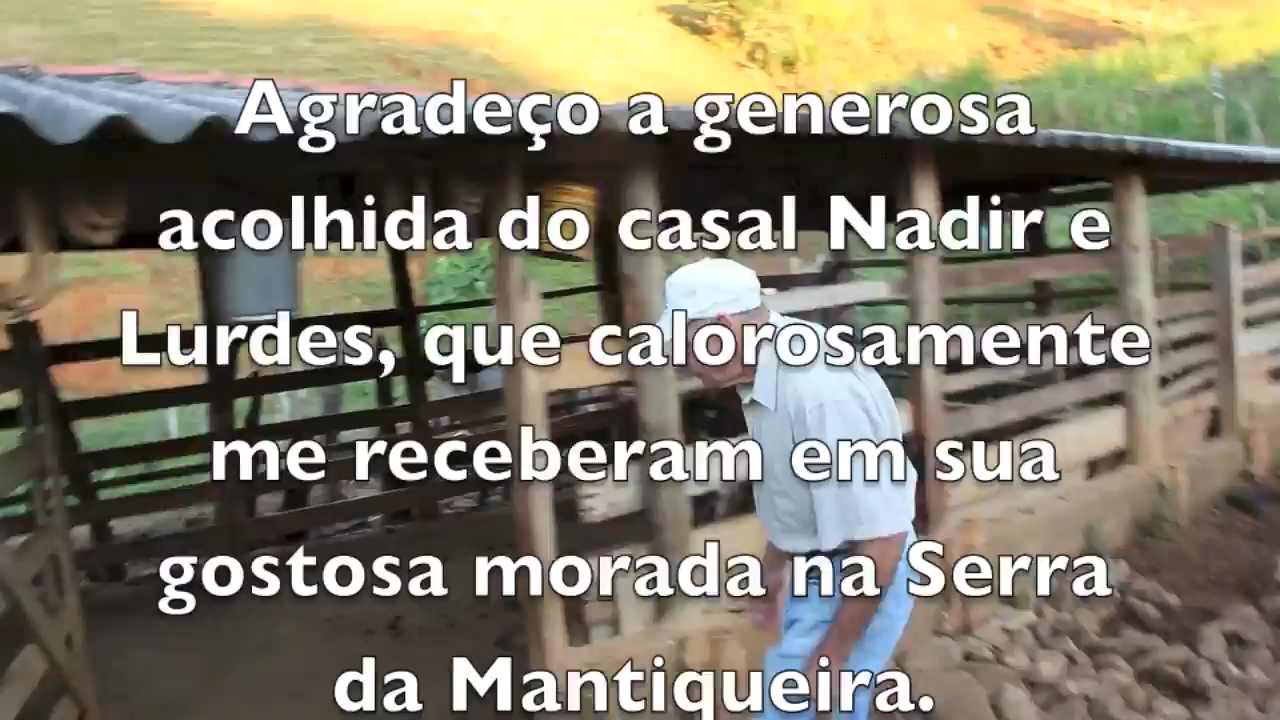 Agradeço a generosa
acolhida do casal Nadir e
Lurdes, que calorosamente
me receberam em sua
gostosa morada na Serra
da Mantiqueira.